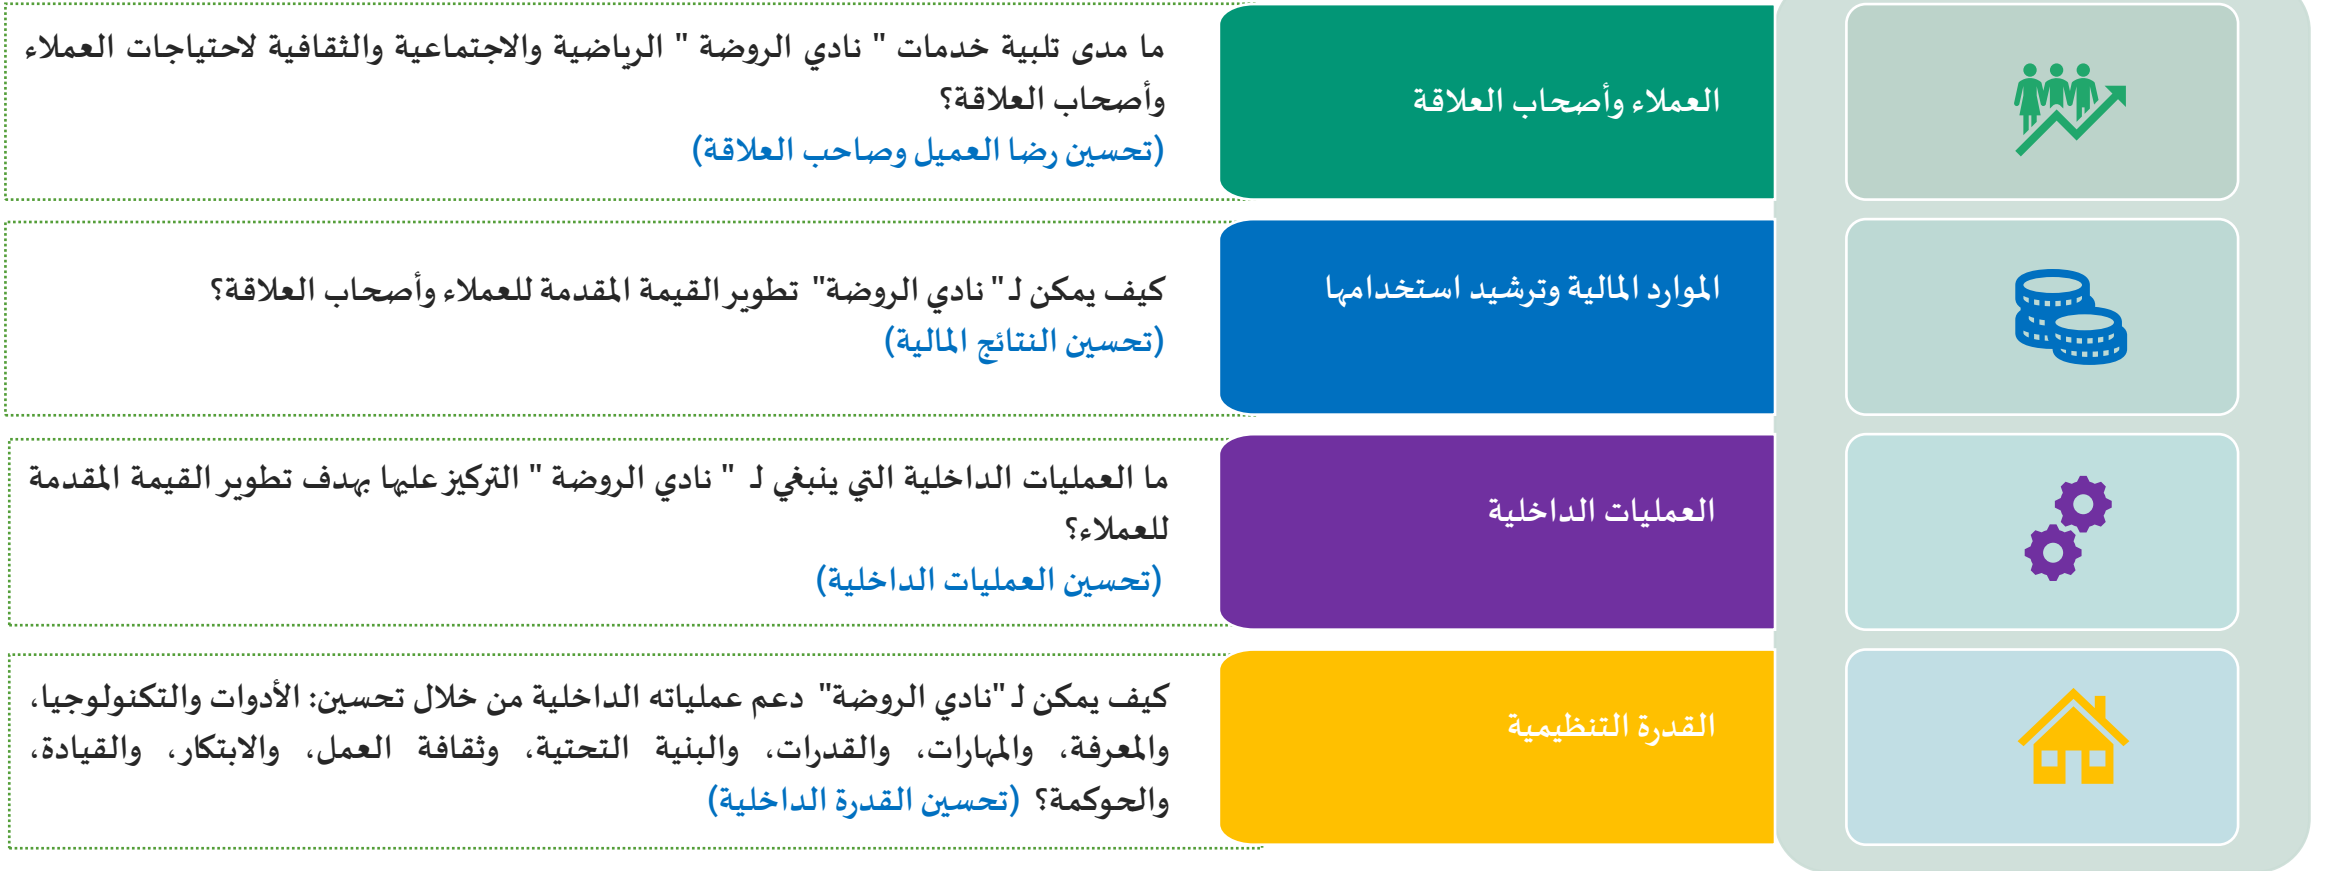 العملاء وأصحاب العلاقة
ما مدى تلبية خدمات " نادي الروضة " الرياضية والاجتماعية والثقافية لاحتياجات العملاء
وأصحاب العلاقة؟
(تحسين رضا العميل وصاحب العلاقة)
الموارد المالية وترشيد استخدامها
كيف يمكن لـ " نادي الروضة" تطوير القيمة المقدمة للعملاء وأصحاب العلاقة؟
(تحسين النتائج المالية)
العمليات الداخلية
ما العمليات الداخلية التي ينبغي لـ " نادي الروضة " التركيز عليها بهدف تطوير القيمة المقدمة
للعملاء؟
(تحسين العمليات الداخلية)
القدرة التنظيمية
كيف يمكن لـ "نادي الروضة" دعم عملياته الداخلية من خلال تحسين: الأدوات والتكنولوجيا،
والمعرفة، والمهارات، والقدرات، والبنية التحتية، وثقافة العمل، والابتكار، والقيادة،
والحوكمة؟ (تحسين القدرة الداخلية)